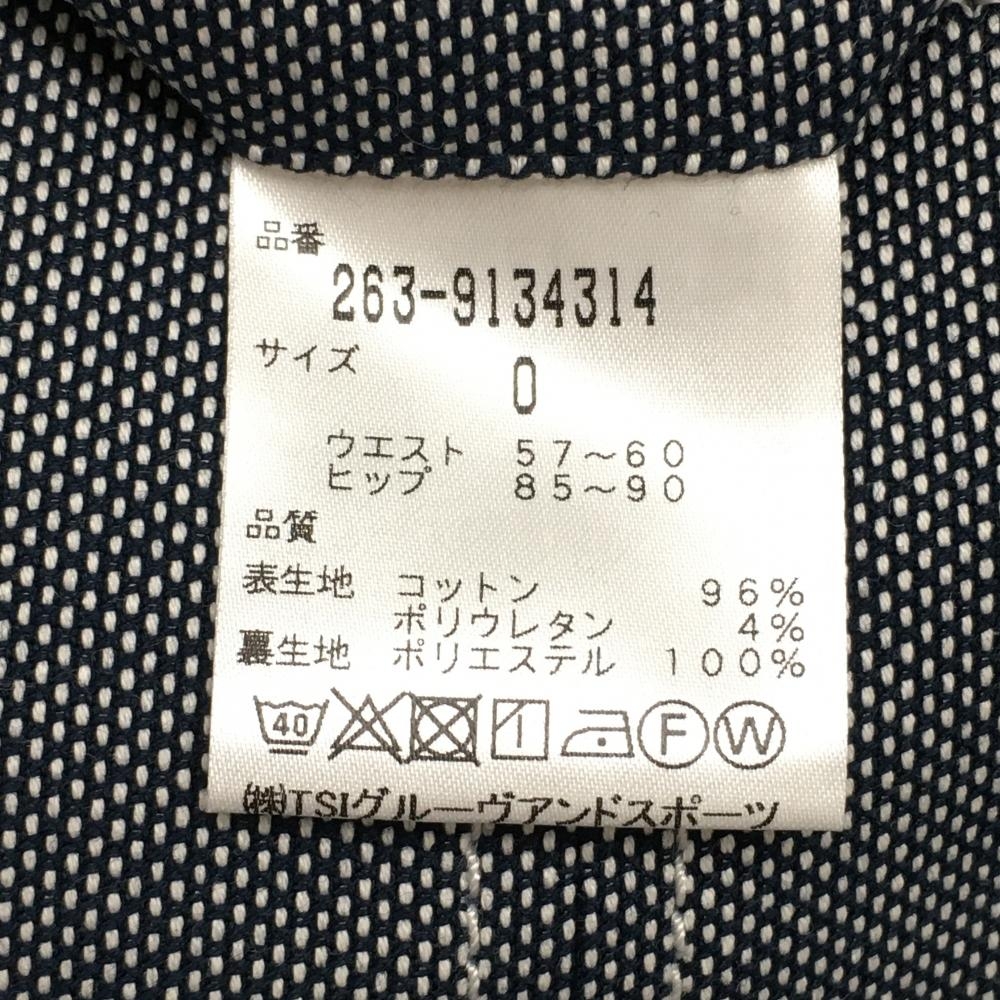 品番
263-9134314
サイズ
0
ウエスト 57～60
ヒップ 85～90
品質
表生地 コットン 96%
ポリウレタン 4%
裏生地 ポリエステル 100%
40 F W
㈱TSIグルーヴアンドスポーツ